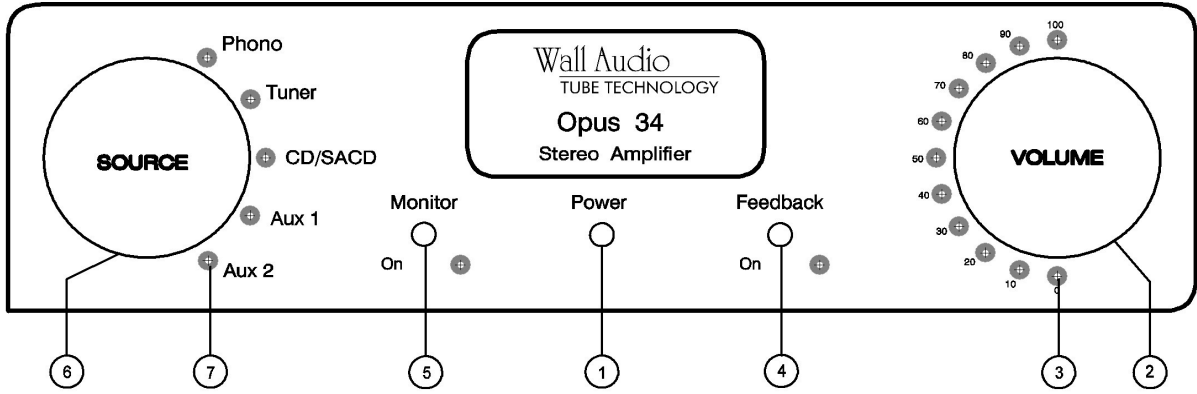 Phono
Tuner
SOURCE
CD/SACD
Aux 1
Aux 2
Wall Audio
TUBE TECHNOLOGY
Opus 34
Stereo Amplifier
Monitor
On
Power
Feedback
On
100
90
80
70
60
50
40
30
20
10
0
VOLUME
6
7
5
1
4
3
2